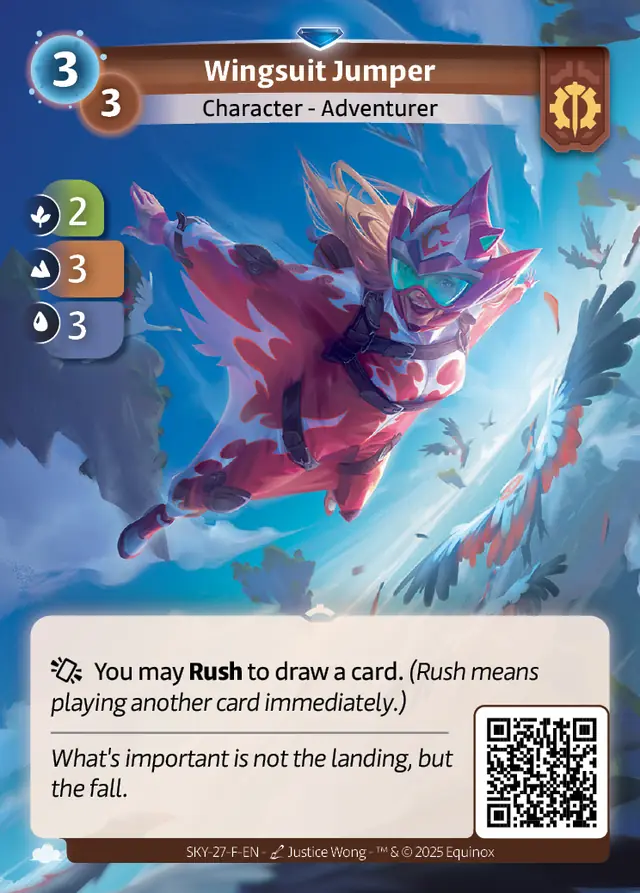 3
Wingsuit Jumper
3
Character - Adventurer
2
3
3
You may Rush to draw a card. (Rush means
playing another card immediately.)
What's important is not the landing, but
the fall.
SKY-27-F-EN - Justice Wong - ™ & © 2025 Equinox